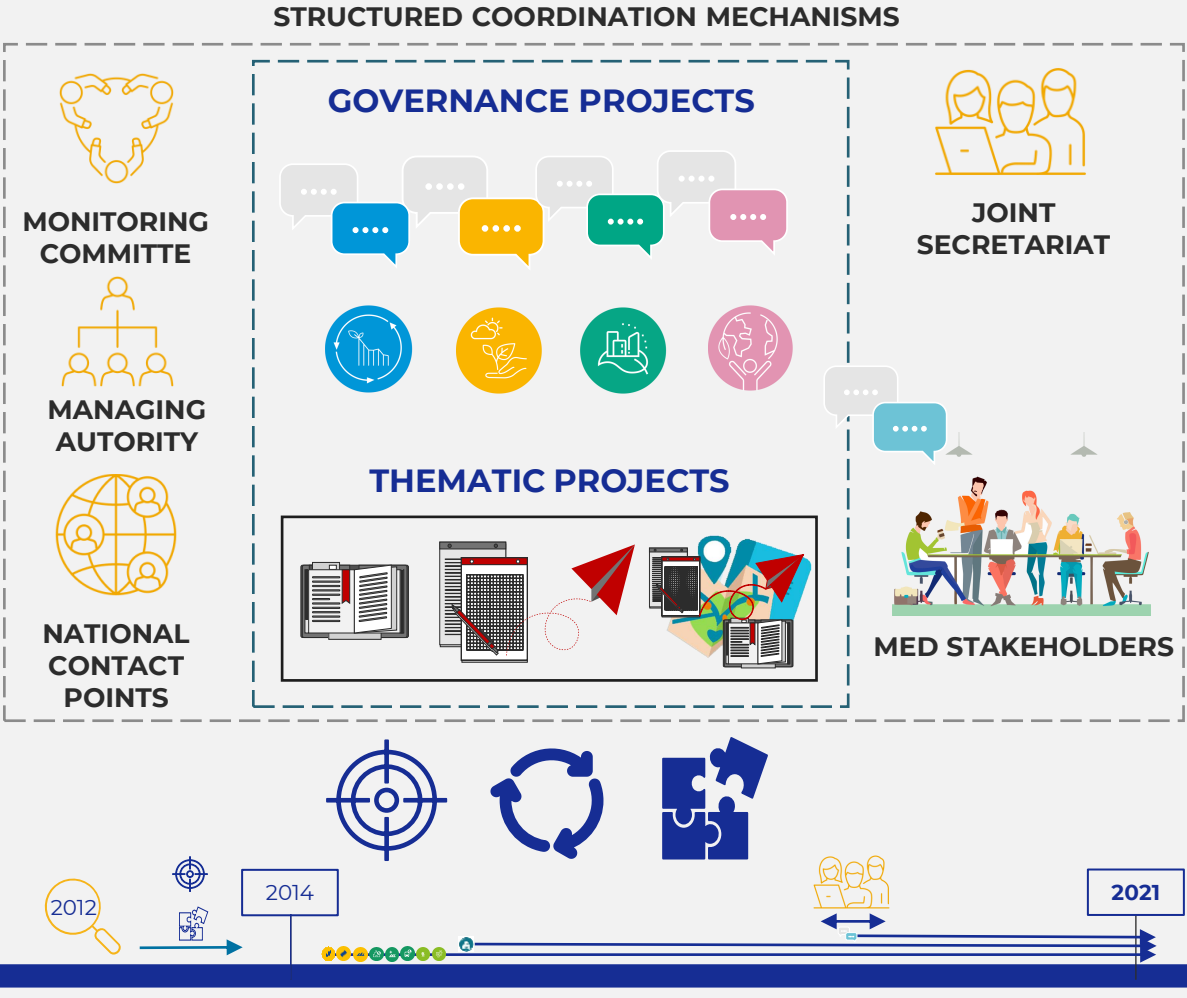 STRUCTURED COORDINATION MECHANISMS
GOVERNANCE PROJECTS
MONITORING
COMMITTE
JOINT
SECRETARIAT
MANAGING
AUTORITY
THEMATIC PROJECTS
NATIONAL
CONTACT
POINTS
MED STAKEHOLDERS
2012
2014
2021